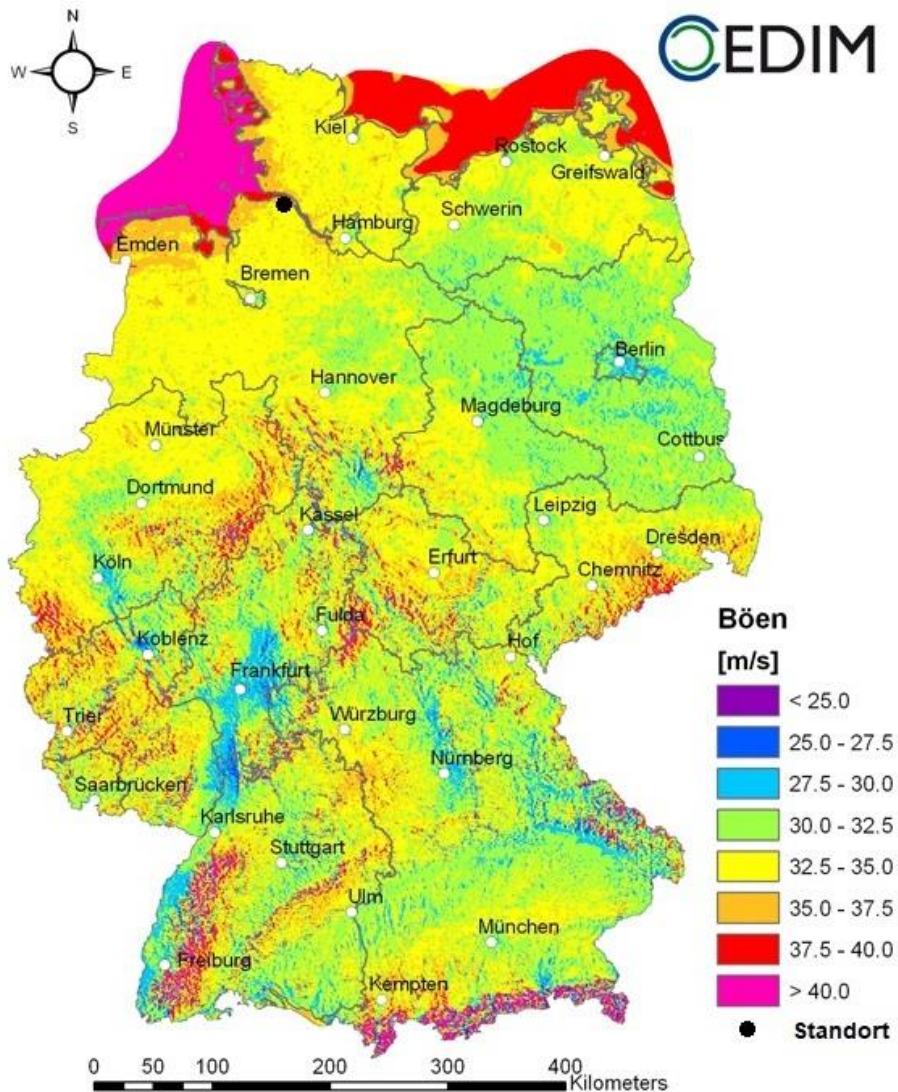 N
W E
S
CEDIM
Kiel
Rostock
Greifswald
Schwerin
Hamburg
Emden
Bremen
Berlin
Hannover
Magdeburg
Münster
Cottbus
Dortmund
Leipzig
Kassel
Dresden
Erfurt
Köln
Chemnitz
Fulda
Koblenz
Hof
Frankfurt
Trier
Würzburg
Nürnberg
Saarbrücken
Karlsruhe
Stuttgart
Ulm
München
Freiburg
Kempten
Böen
[m/s]
< 25.0
25.0 - 27.5
27.5 - 30.0
30.0 - 32.5
32.5 - 35.0
35.0 - 37.5
37.5 - 40.0
> 40.0
Standort
0 50 100 200 300 400
Kilometers